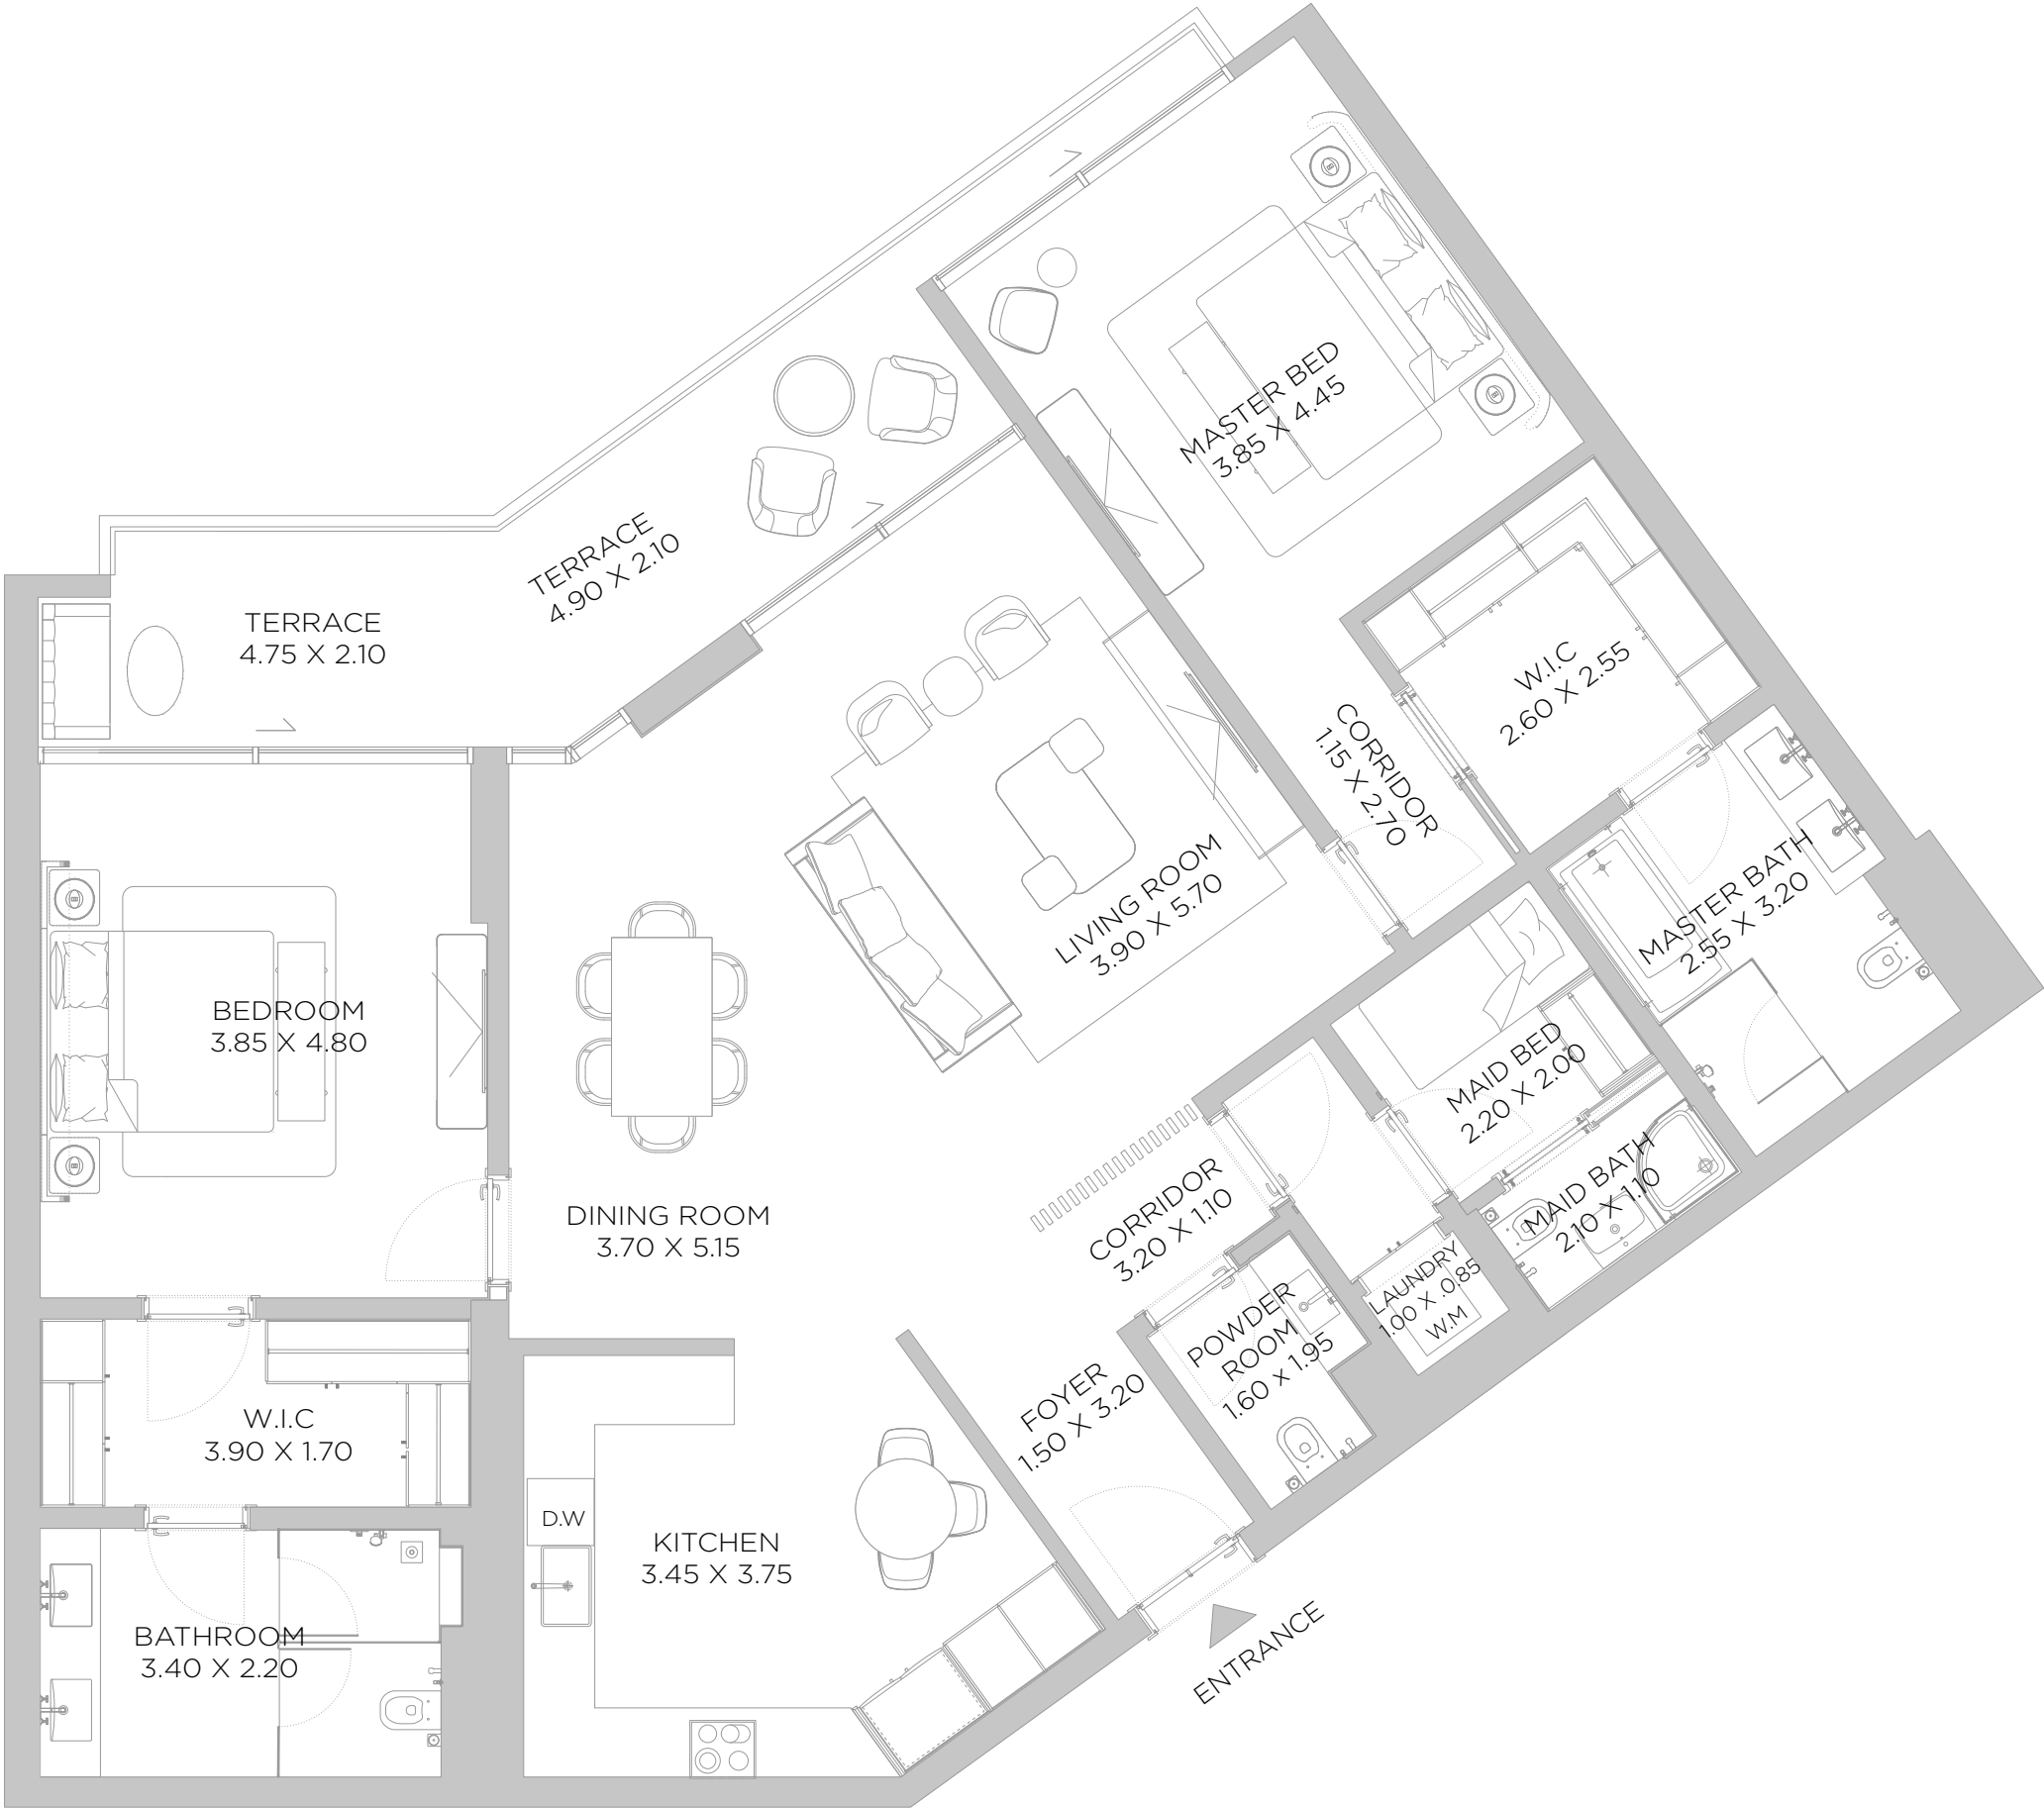 MASTER BED
3.85 X 4.45
TERRACE
4.90 X 2.10
TERRACE
4.75 X 2.10
W.I.C
2.60 X 2.55
CORRIDOR
1.15 X 2.70
MASTER BATH
2.55 X 3.20
LIVING ROOM
3.90 X 5.70
BEDROOM
3.85 X 4.80
MAID BED
2.20 X 2.00
MAID BATH
2.10 X 1.10
CORRIDOR
3.20 X 1.10
DINING ROOM
3.70 X 5.15
LAUNDRY
1.00 X .0.85
W.M
POWDER
ROOM
1.60 x 1.95
FOYER
1.50 X 3.20
W.I.C
3.90 X 1.70
D.W
KITCHEN
3.45 X 3.75
BATHROOM
3.40 X 2.20
ENTRANCE